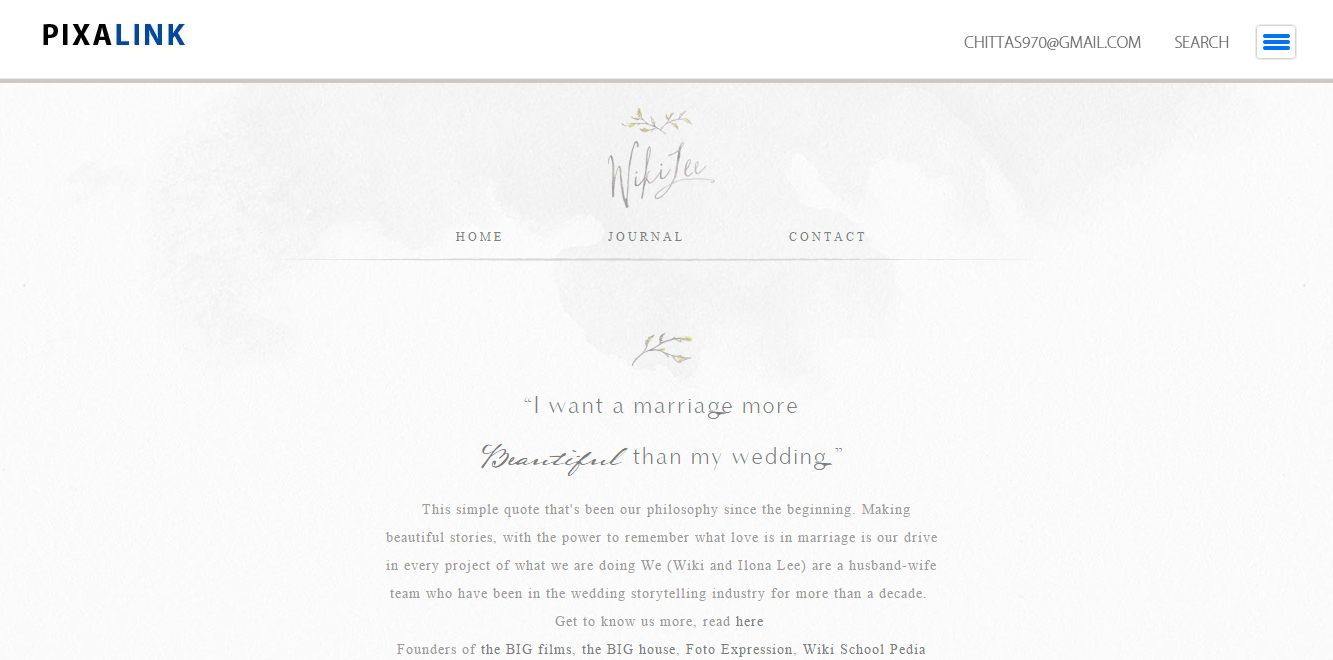 PIXALINK
CHITTAS970@GMAIL.COM SEARCH
Wiki Lee
HOME JOURNAL CONTACT
“I want a marriage more
Beautiful than my wedding.”
This simple quote that's been our philosophy since the beginning. Making
beautiful stories, with the power to remember what love is in marriage is our drive
in every project of what we are doing We (Wiki and Ilona Lee) are a husband-wife
team who have been in the wedding storytelling industry for more than a decade.
Get to know us more, read here
Founders of the BIG films, the BIG house, Foto Expression, Wiki School Pedia